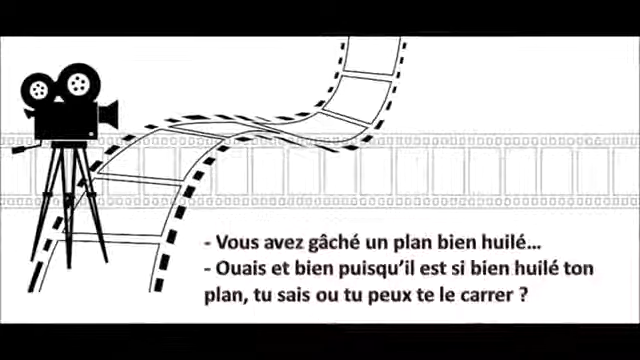 - Vous avez gâché un plan bien huilé...
- Ouais et bien puisqu'il est si bien huilé ton
plan, tu sais ou tu peux te le carrer ?